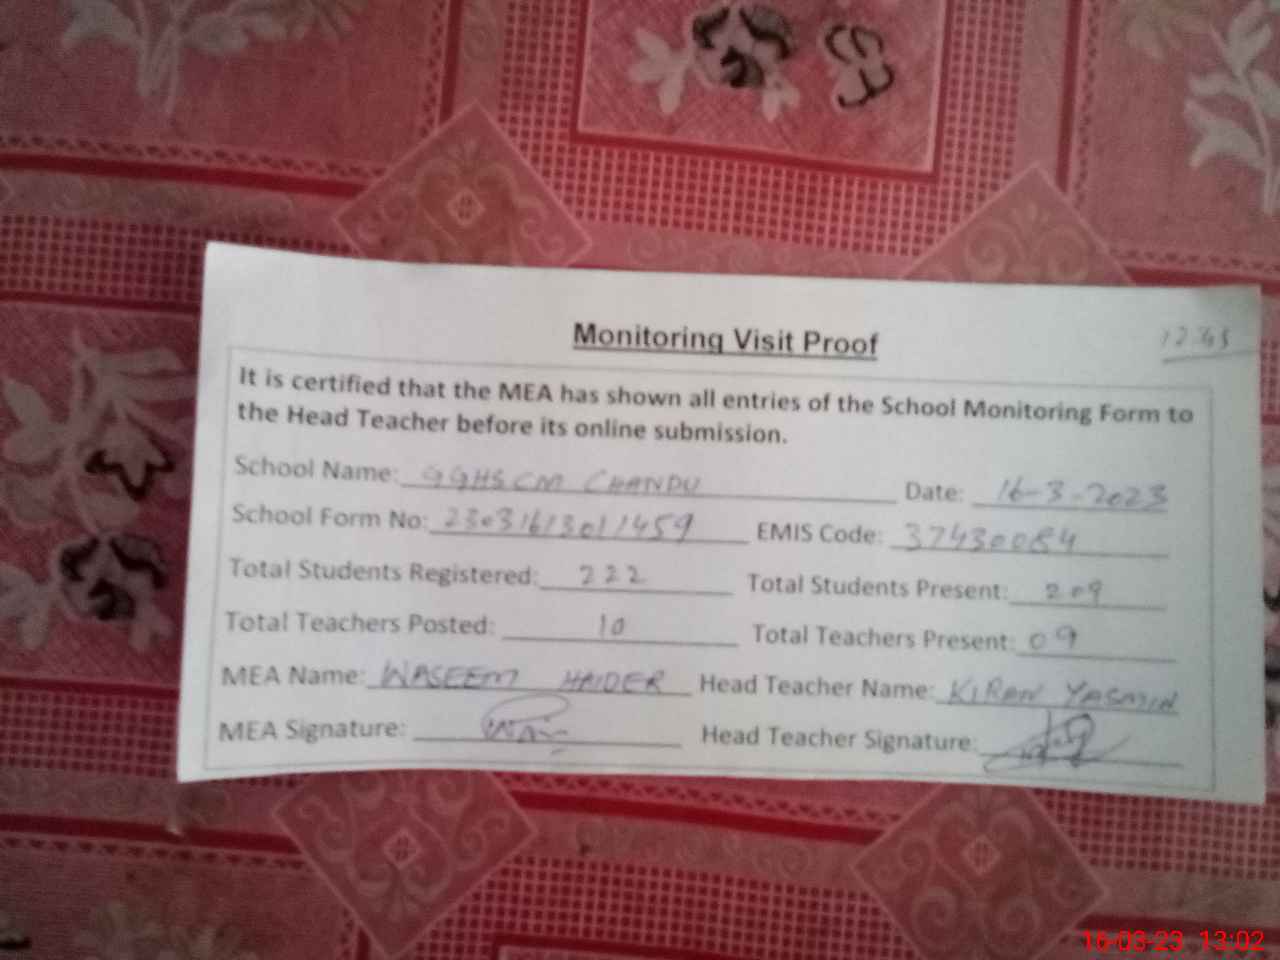 Monitoring Visit Proof
12:45
It is certified that the MEA has shown all entries of the School Monitoring Form to
the Head Teacher before its online submission.
School Name: GGHS CM CHANDU Date: 16-3-2023
School Form No: 23031613011459 EMIS Code: 37430084
Total Students Registered: 222 Total Students Present: 209
Total Teachers Posted: 10 Total Teachers Present: 09
MEA Name: WASEEM HAIDER Head Teacher Name: KIRAN YASMIN
MEA Signature: Head Teacher Signature:
16-03-23 13:02